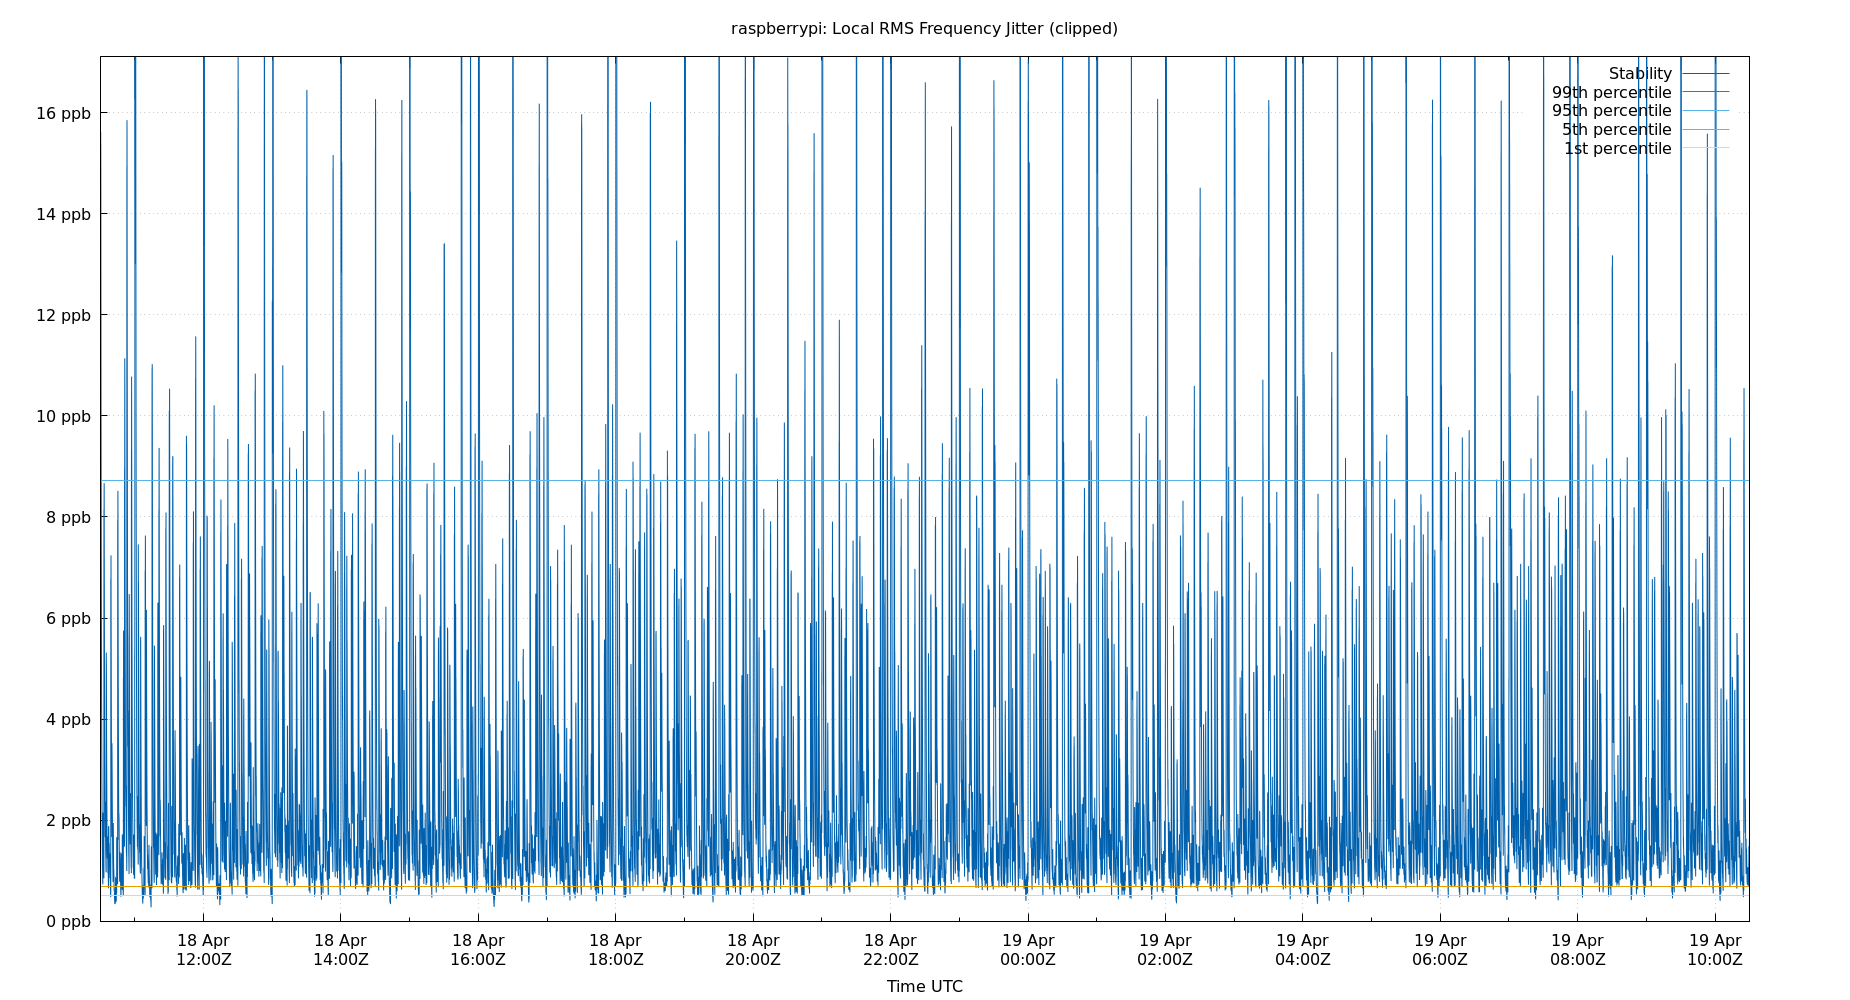 raspberrypi: Local RMS Frequency Jitter (clipped)
Stability
99th percentile
95th percentile
5th percentile
1st percentile
16 ppb
14 ppb
12 ppb
10 ppb
8 ppb
6 ppb
4 ppb
2 ppb
0 ppb
18 Apr 18 Apr 18 Apr 18 Apr 18 Apr 18 Apr 19 Apr 19 Apr 19 Apr 19 Apr 19 Apr 19 Apr
12:00Z 14:00Z 16:00Z 18:00Z 20:00Z 22:00Z 00:00Z 02:00Z 04:00Z 06:00Z 08:00Z 10:00Z
Time UTC